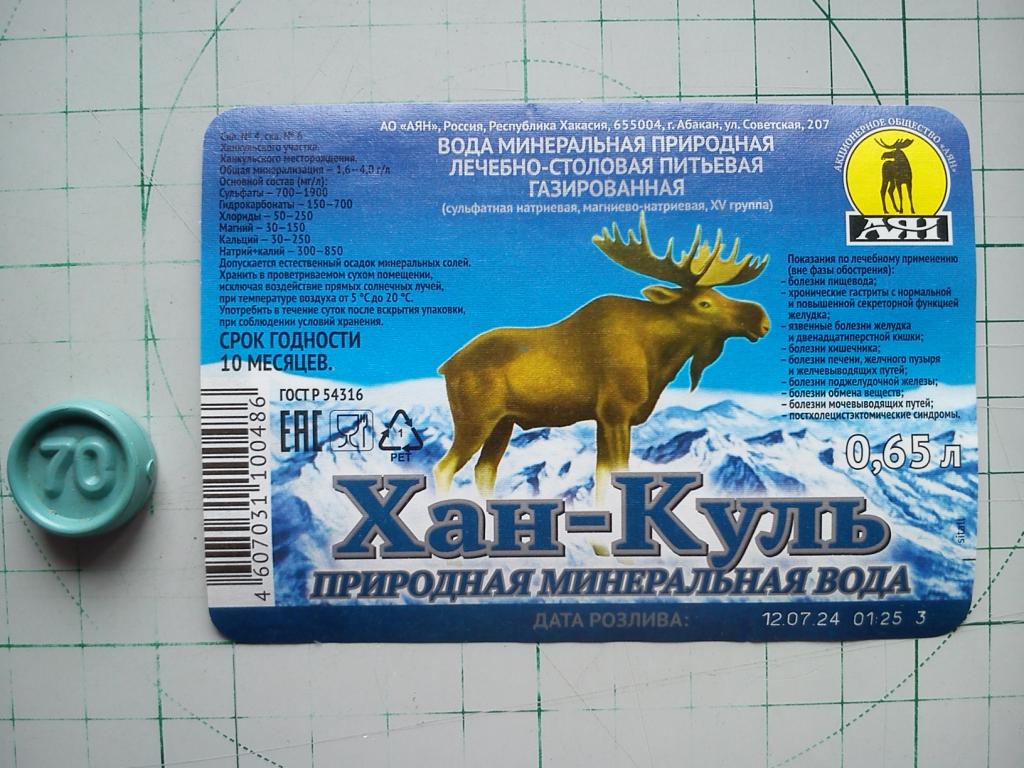 70
Скв. № 4, скв. № 6
Ханкульского участка.
Ханкульского месторождения.
Общая минерализация – 1,6– 4,0 г/л
Основной состав (мг/л):
Сульфаты – 700–1900
Гидрокарбонаты – 150–700
Хлориды – 50–250
Магний – 30–150
Кальций – 30–250
Натрий+калий – 300–850
Допускается естественный осадок минеральных солей.
Хранить в проветриваемом сухом помещении,
исключая воздействие прямых солнечных лучей,
при температуре воздуха от 5 °С до 20 °С.
Употребить в течение суток после вскрытия упаковки,
при соблюдении условий хранения.
СРОК ГОДНОСТИ
10 МЕСЯЦЕВ.
ГОСТ Р 54316
ЕАС
1
PET
4 607031 100486
АО «АЯН», Россия, Республика Хакасия, 655004, г. Абакан, ул. Советская, 207
ВОДА МИНЕРАЛЬНАЯ ПРИРОДНАЯ
ЛЕЧЕБНО-СТОЛОВАЯ ПИТЬЕВАЯ
ГАЗИРОВАННАЯ
(сульфатная натриевая, магниево-натриевая, XV группа)
АКЦИОНЕРНОЕ ОБЩЕСТВО «АЯН»
АЯН
Показания по лечебному применению
(вне фазы обострения):
– болезни пищевода;
– хронические гастриты с нормальной
и повышенной секреторной функцией
желудка;
– язвенные болезни желудка
и двенадцатиперстной кишки;
– болезни кишечника;
– болезни печени, желчного пузыря
и желчевыводящих путей;
– болезни поджелудочной железы;
– болезни обмена веществ;
– болезни мочевыводящих путей;
– постхолецистэктомические синдромы.
0,65 л
Хан-Куль
ПРИРОДНАЯ МИНЕРАЛЬНАЯ ВОДА
ДАТА РОЗЛИВА:
12.07.24 01:25 3